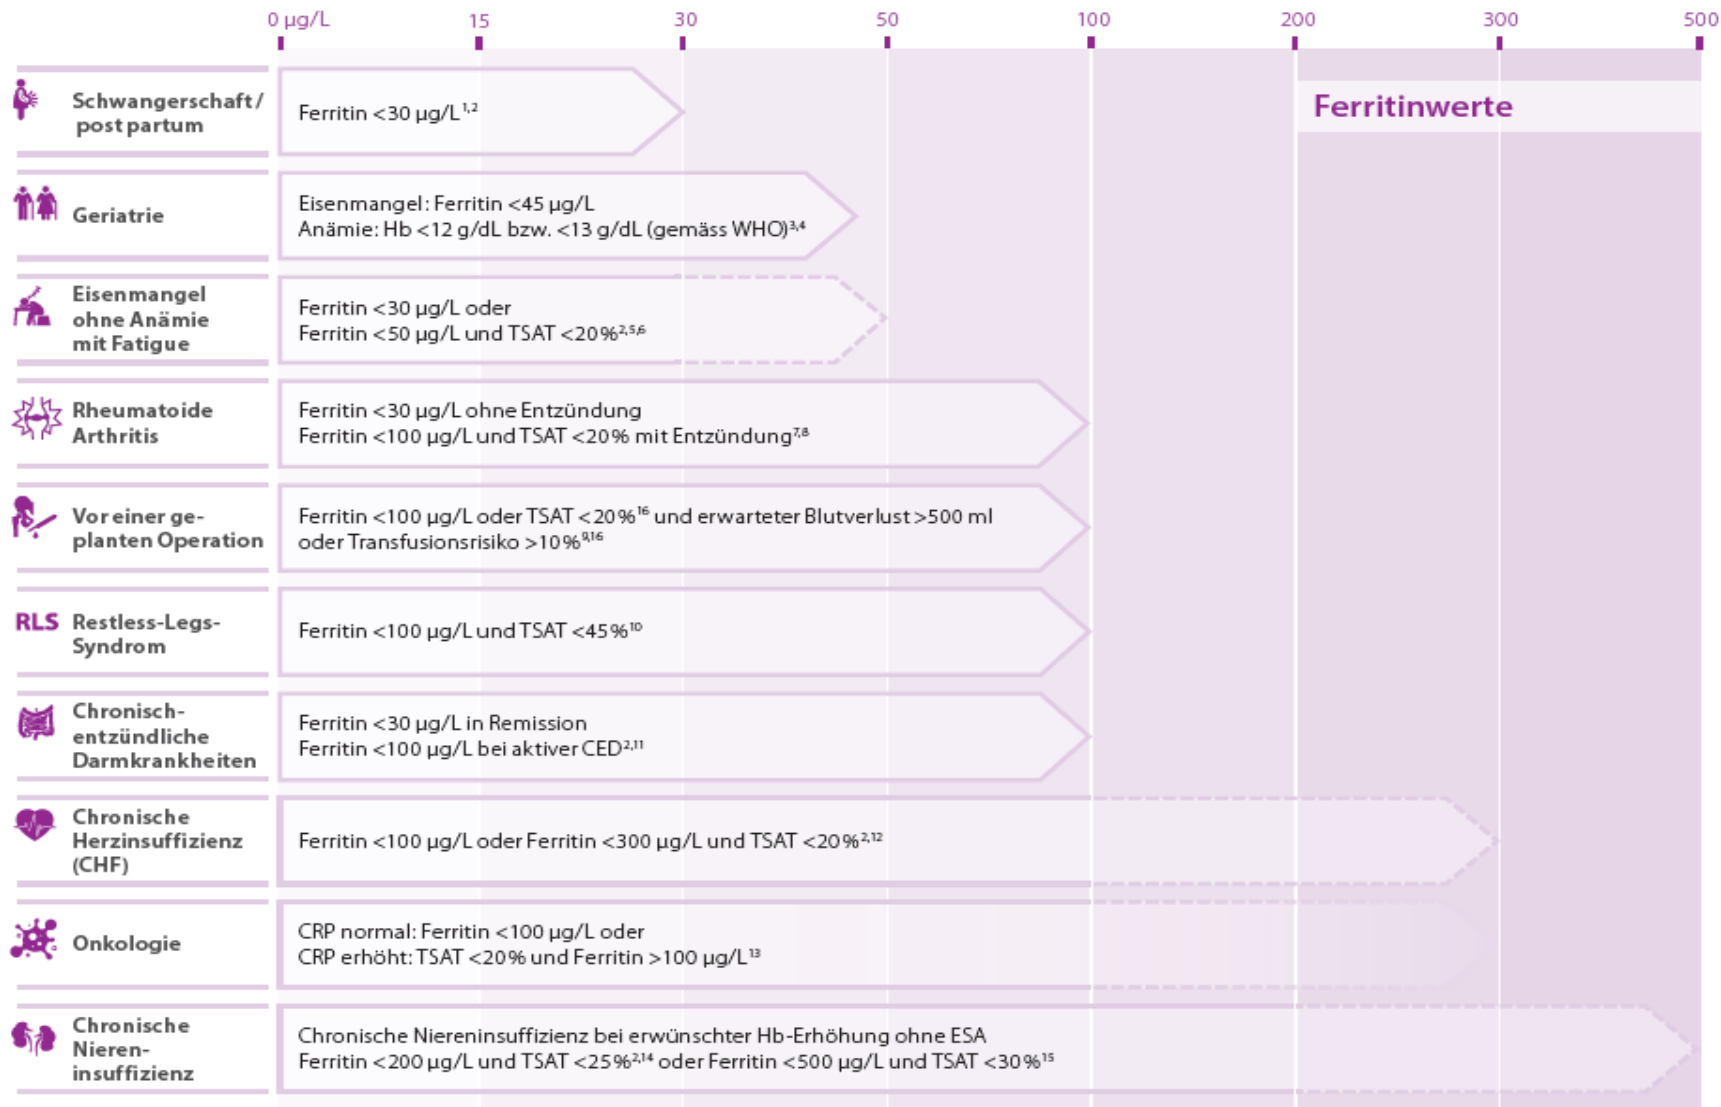 0 µg/L 15 30 50 100 200 300 500
Ferritinwerte
Schwangerschaft/
post partum
Ferritin <30 µg/L¹,²
Geriatrie
Eisenmangel: Ferritin <45 µg/L
Anämie: Hb <12 g/dL bzw. <13 g/dL (gemäss WHO)³,⁴
Eisenmangel
ohne Anämie
mit Fatigue
Ferritin <30 µg/L oder
Ferritin <50 µg/L und TSAT <20%²,⁵,⁶
Rheumatoide
Arthritis
Ferritin <30 µg/L ohne Entzündung
Ferritin <100 µg/L und TSAT <20% mit Entzündung⁷,⁸
Vor einer ge-
planten Operation
Ferritin <100 µg/L oder TSAT <20%¹⁶ und erwarteter Blutverlust >500 ml
oder Transfusionsrisiko >10%⁹,¹⁶
RLS
Restless-Legs-
Syndrom
Ferritin <100 µg/L und TSAT <45%¹⁰
Chronisch-
entzündliche
Darmkrankheiten
Ferritin <30 µg/L in Remission
Ferritin <100 µg/L bei aktiver CED²,¹¹
Chronische
Herzinsuffizienz
(CHF)
Ferritin <100 µg/L oder Ferritin <300 µg/L und TSAT <20%²,¹²
Onkologie
CRP normal: Ferritin <100 µg/L oder
CRP erhöht: TSAT <20% und Ferritin >100 µg/L¹³
Chronische
Nieren-
insuffizienz
Chronische Niereninsuffizienz bei erwünschter Hb-Erhöhung ohne ESA
Ferritin <200 µg/L und TSAT <25%²,¹⁴ oder Ferritin <500 µg/L und TSAT <30%¹⁵